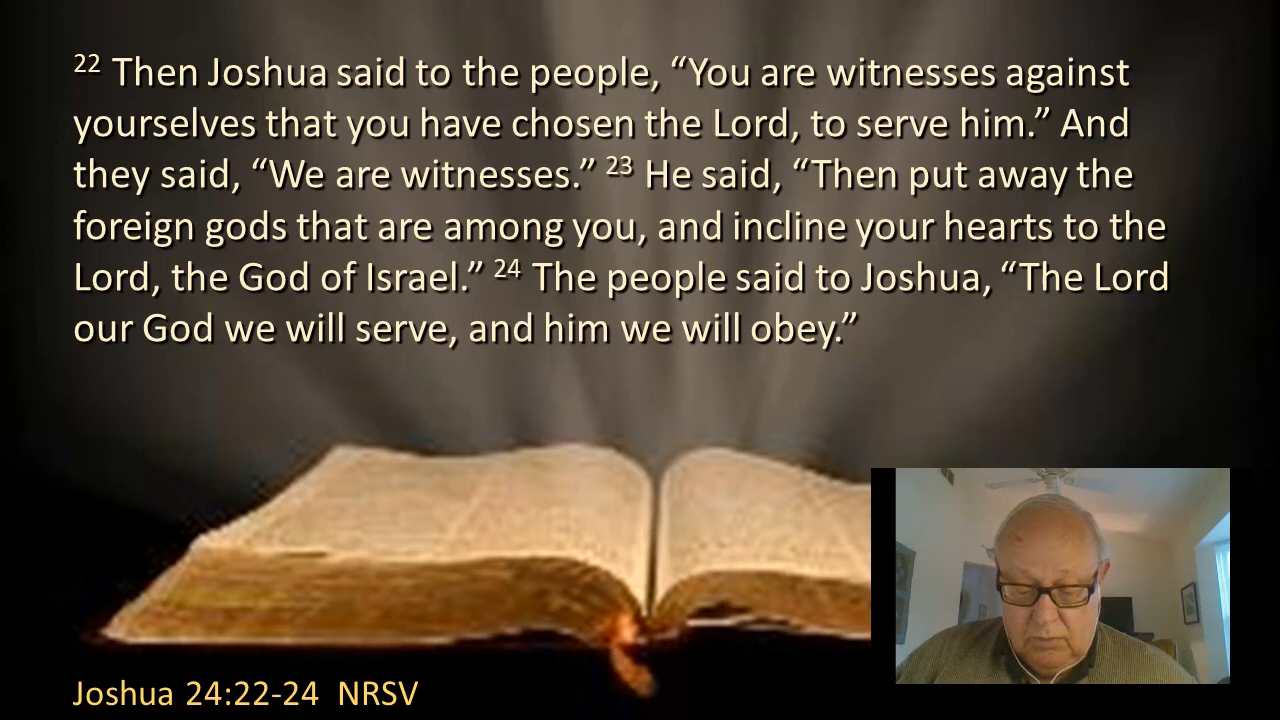 22 Then Joshua said to the people, “You are witnesses against
yourselves that you have chosen the Lord, to serve him.” And
they said, “We are witnesses.” 23 He said, “Then put away the
foreign gods that are among you, and incline your hearts to the
Lord, the God of Israel.” 24 The people said to Joshua, “The Lord
our God we will serve, and him we will obey.”
Joshua 24:22-24 NRSV